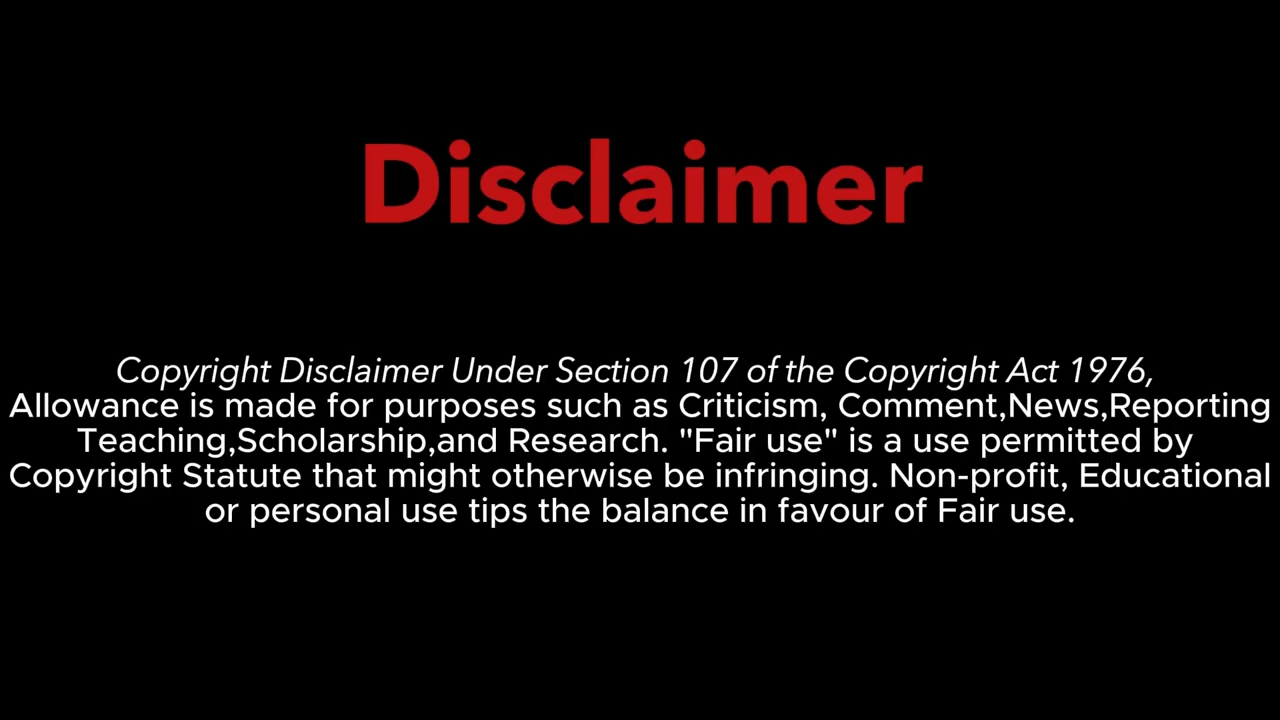 Disclaimer
Copyright Disclaimer Under Section 107 of the Copyright Act 1976,
Allowance is made for purposes such as Criticism, Comment,News,Reporting
Teaching,Scholarship,and Research. "Fair use" is a use permitted by
Copyright Statute that might otherwise be infringing. Non-profit, Educational
or personal use tips the balance in favour of Fair use.